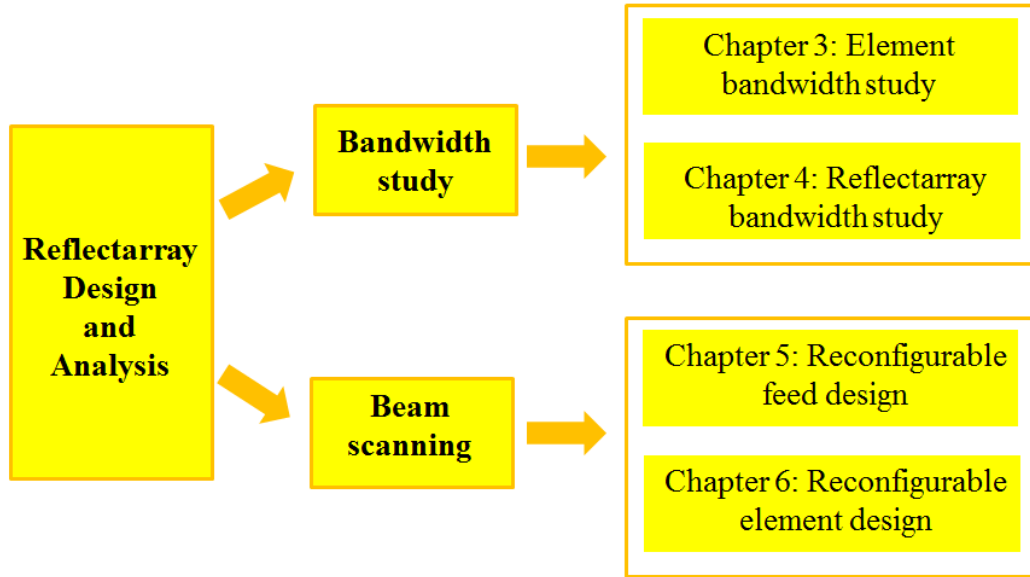 Reflectarray
Design
and
Analysis
Bandwidth
study
Chapter 3: Element
bandwidth study
Chapter 4: Reflectarray
bandwidth study
Beam
scanning
Chapter 5: Reconfigurable
feed design
Chapter 6: Reconfigurable
element design